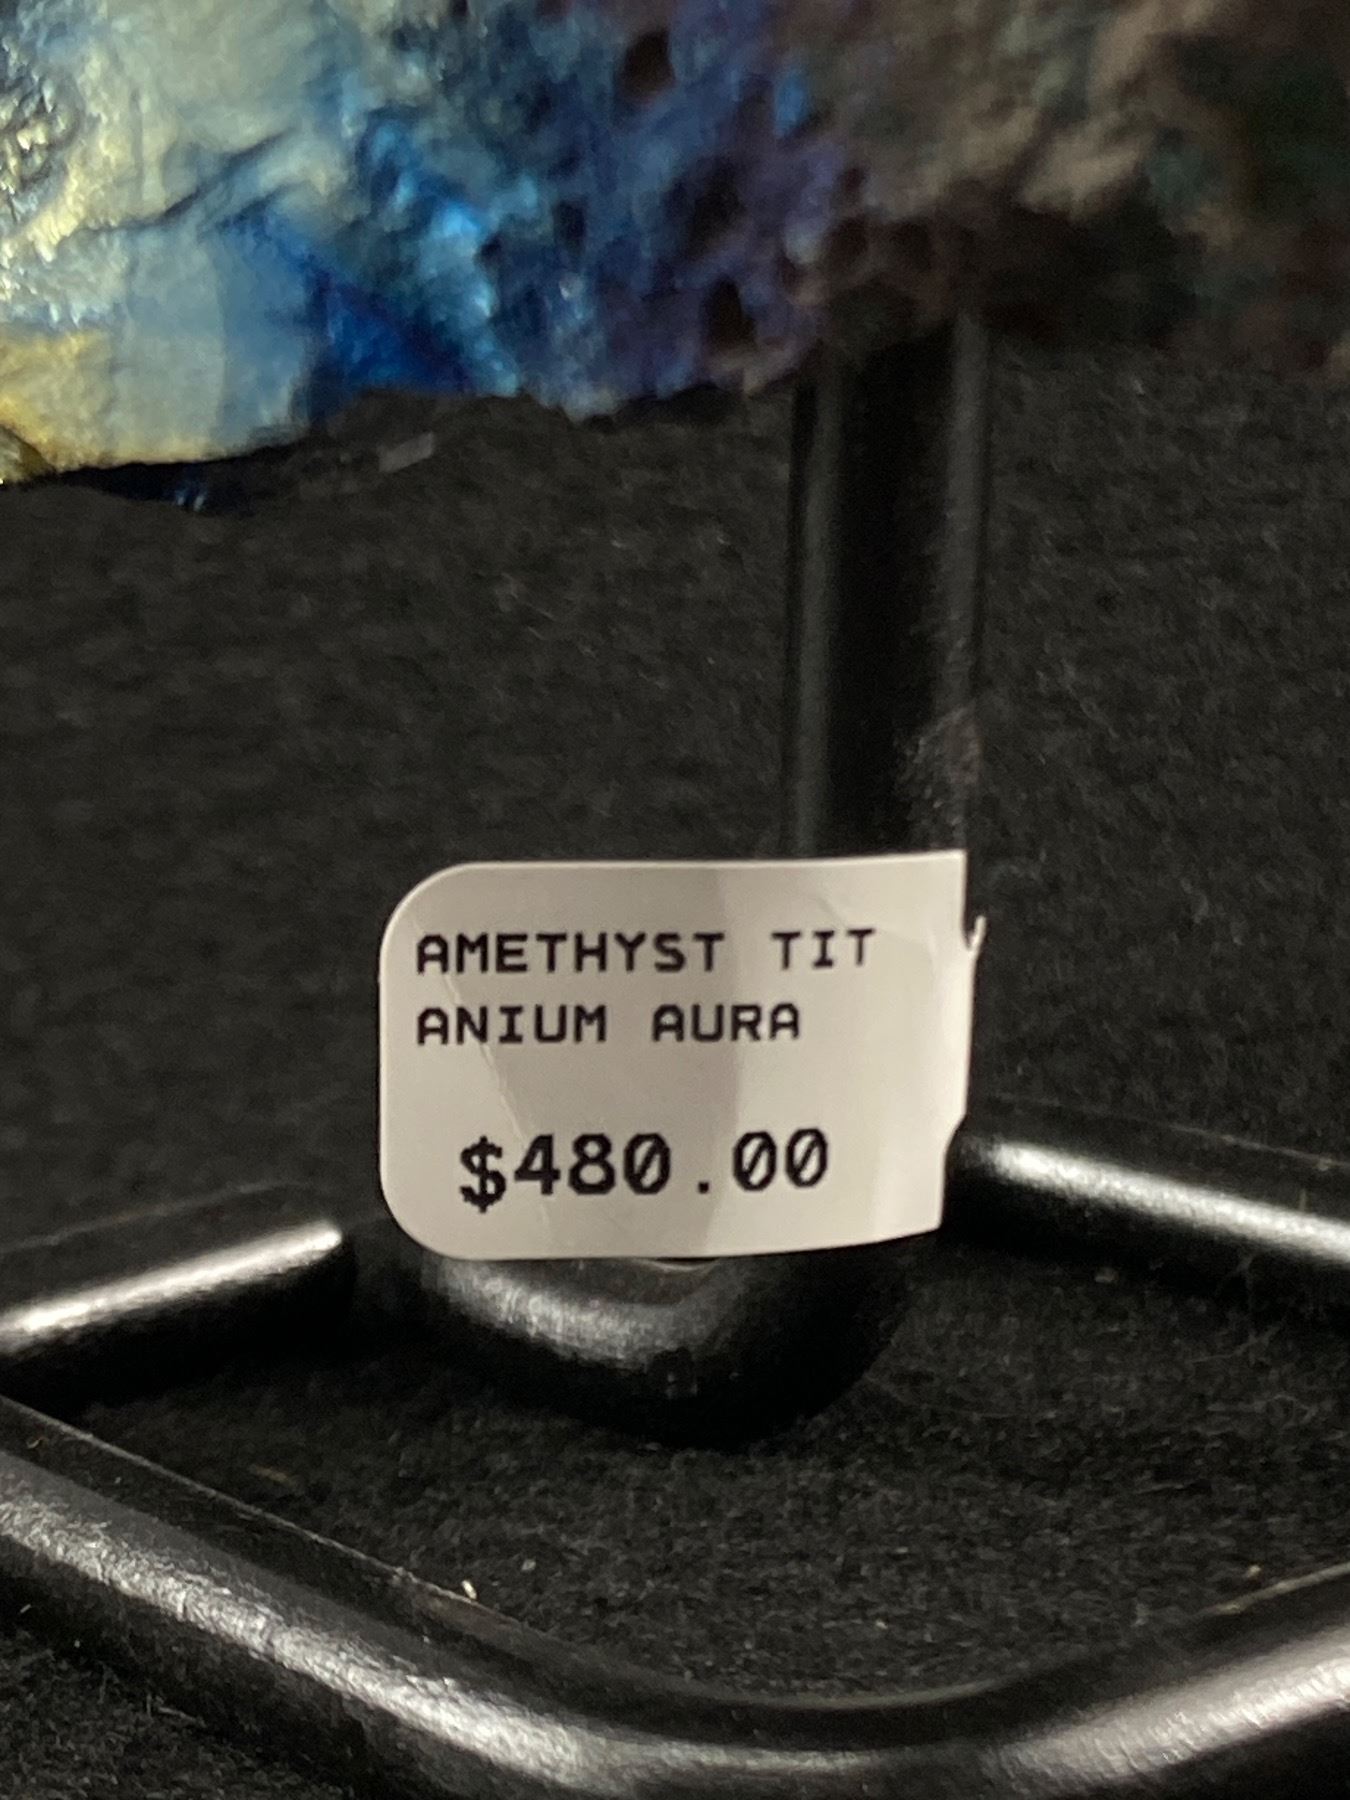 AMETHYST TIT
ANIUM AURA
$480.00